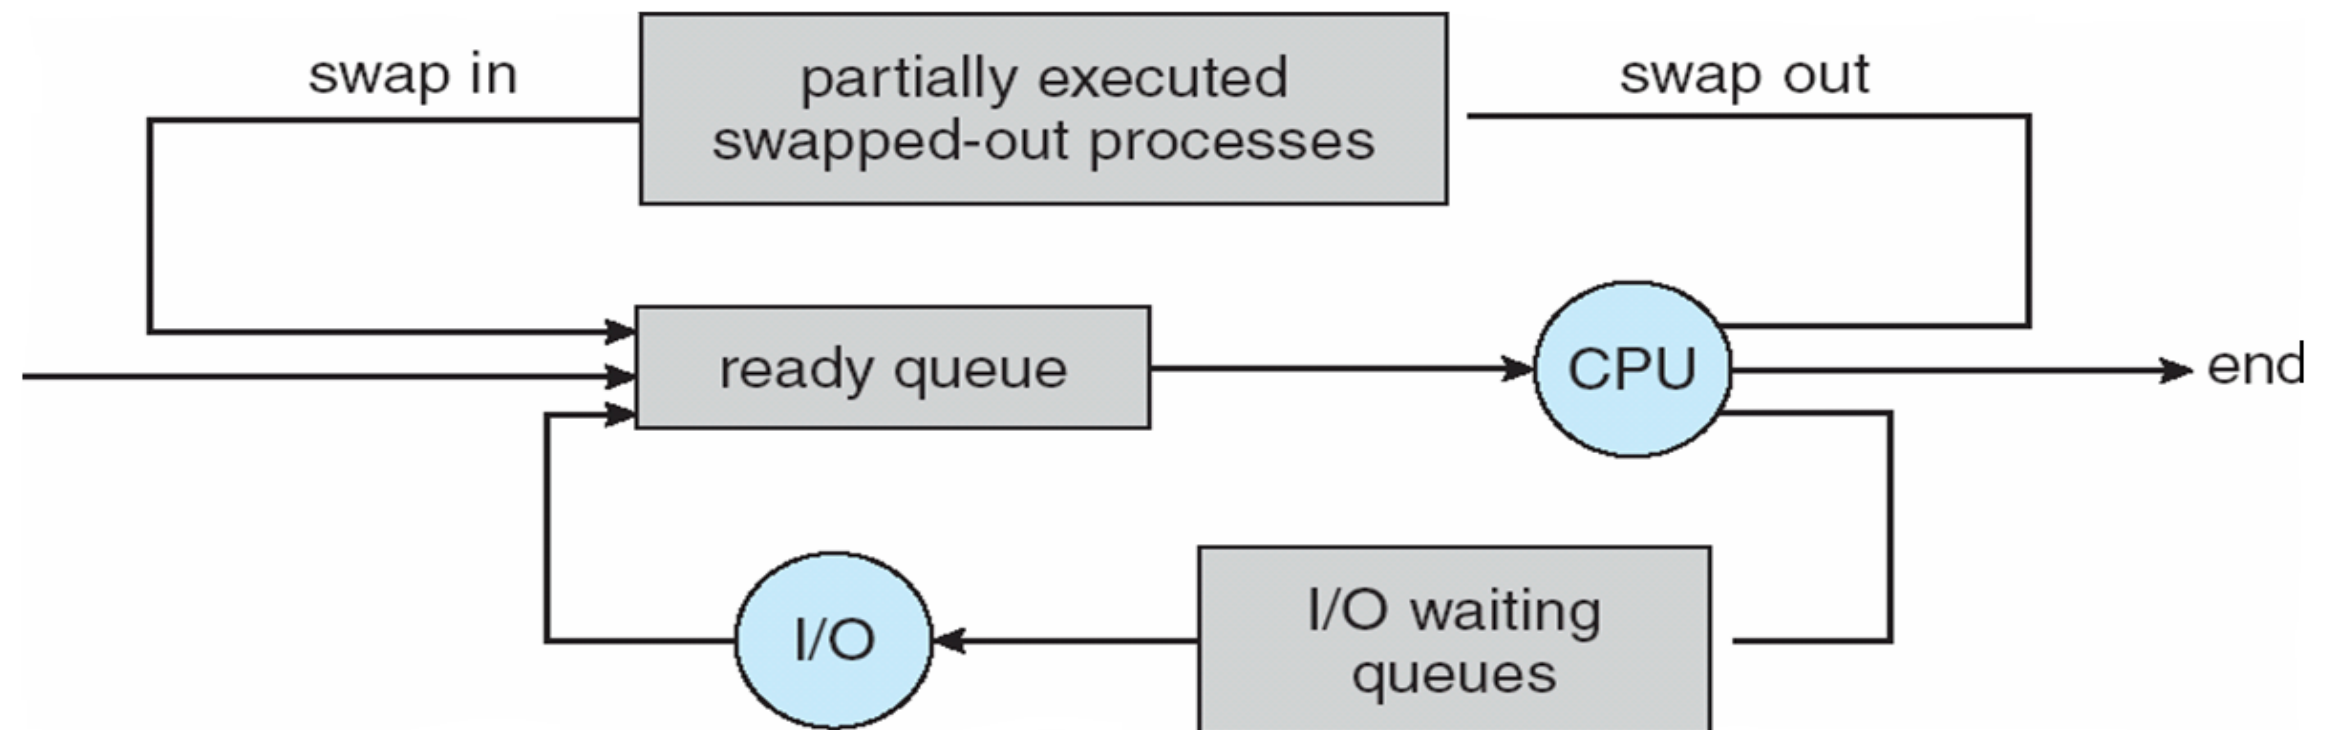 swap in
partially executed
swapped-out processes
swap out
ready queue
CPU
end
I/O
I/O waiting
queues